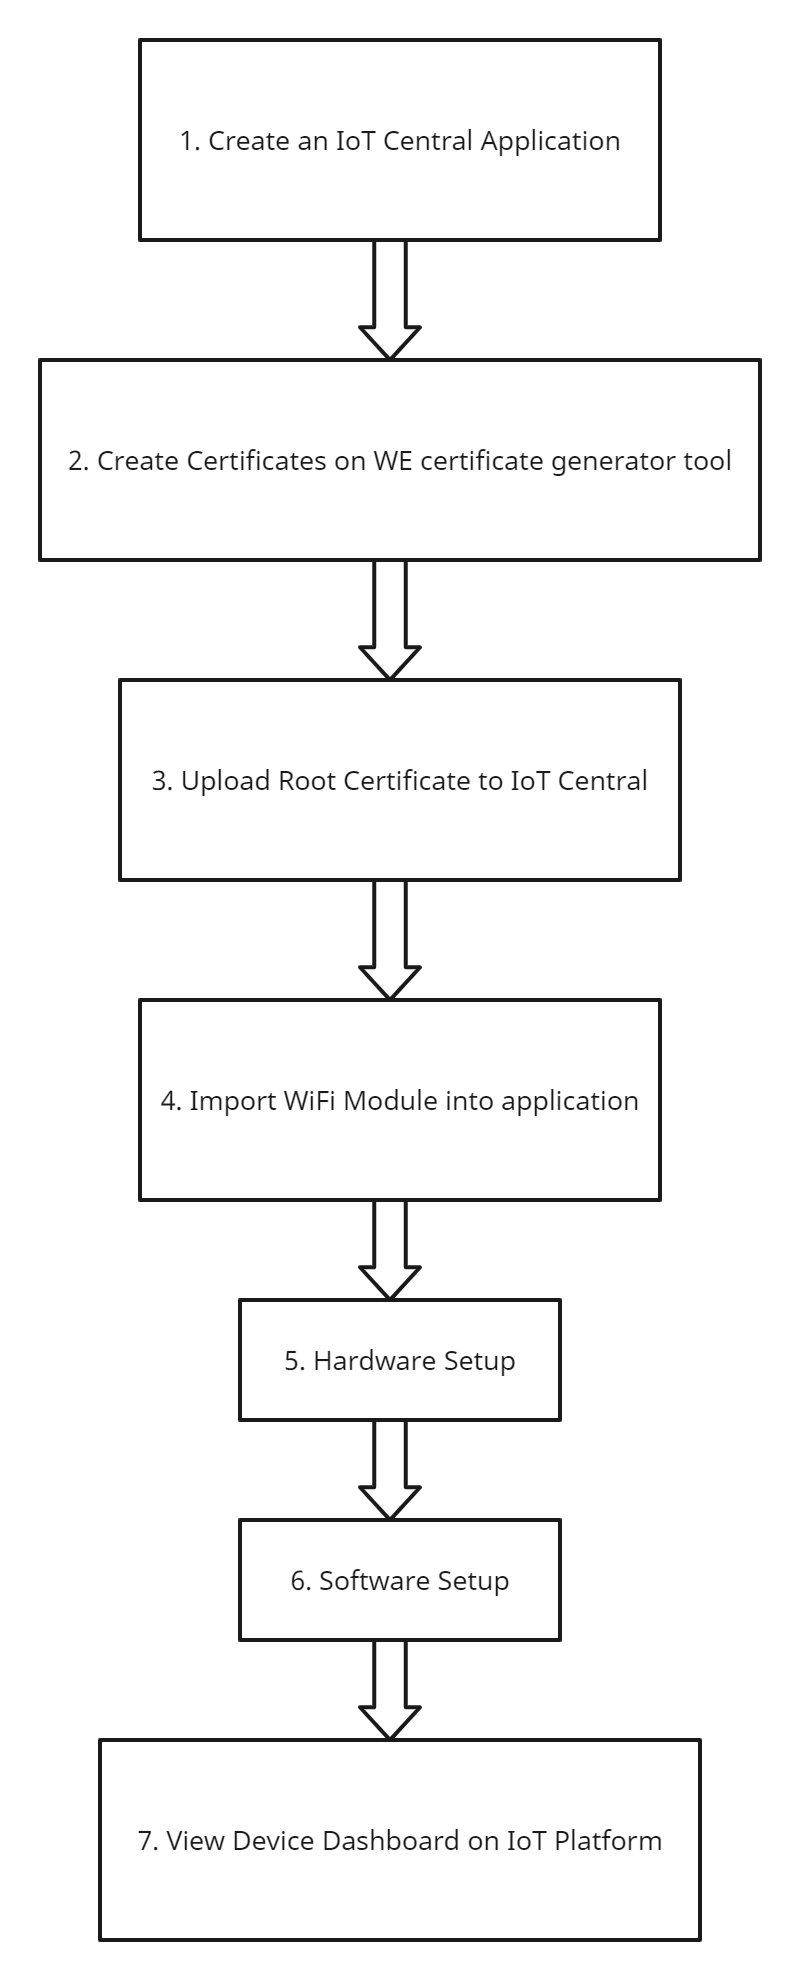 1. Create an IoT Central Application
2. Create Certificates on WE certificate generator tool
3. Upload Root Certificate to IoT Central
4. Import WiFi Module into application
5. Hardware Setup
6. Software Setup
7. View Device Dashboard on IoT Platform